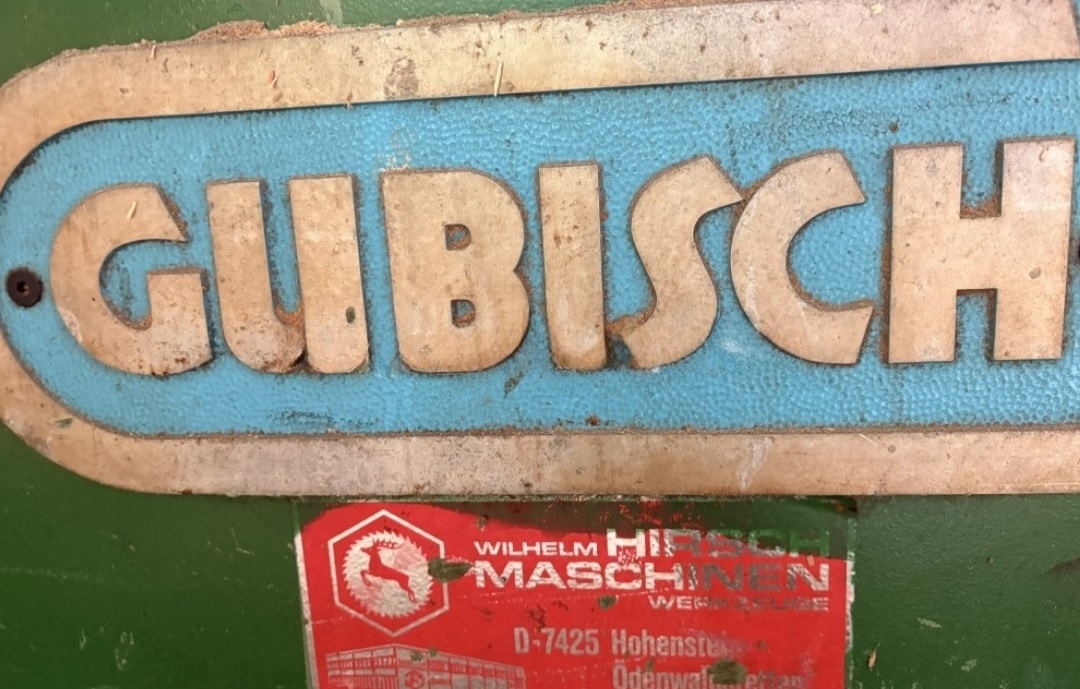 GUBISCH
WILHELM HIRSCH
MASCHINEN
WERKZEUGE
D-7425 Hohenstein